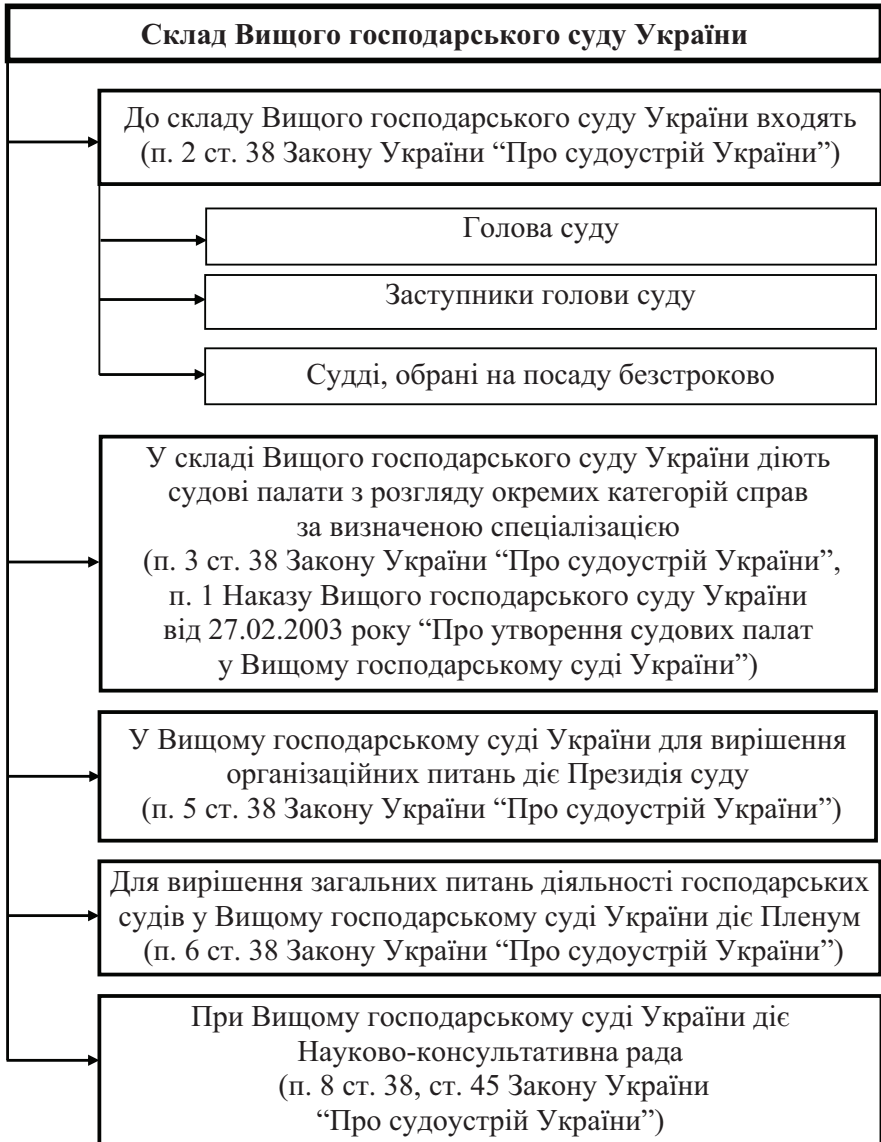 Склад Вищого господарського суду України
До складу Вищого господарського суду України входять
(п. 2 ст. 38 Закону України “Про судоустрій України”)
Голова суду
Заступники голови суду
Судді, обрані на посаду безстроково
У складі Вищого господарського суду України діють
судові палати з розгляду окремих категорій справ
за визначеною спеціалізацією
(п. 3 ст. 38 Закону України “Про судоустрій України”,
п. 1 Наказу Вищого господарського суду України
від 27.02.2003 року “Про утворення судових палат
у Вищому господарському суді України”)
У Вищому господарському суді України для вирішення
організаційних питань діє Президія суду
(п. 5 ст. 38 Закону України “Про судоустрій України”)
Для вирішення загальних питань діяльності господарських
судів у Вищому господарському суді України діє Пленум
(п. 6 ст. 38 Закону України “Про судоустрій України”)
При Вищому господарському суді України діє
Науково-консультативна рада
(п. 8 ст. 38, ст. 45 Закону України
“Про судоустрій України”)